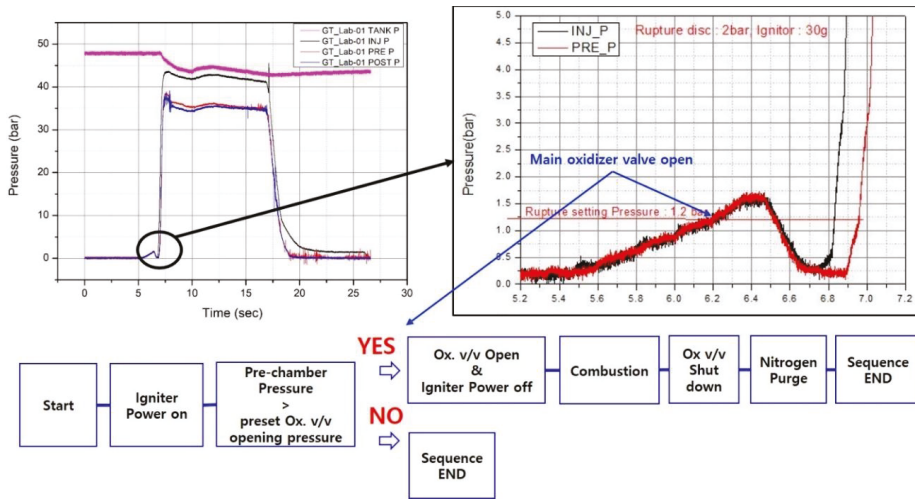 GT_Lab-01 TANK P
GT_Lab-01 INJ P
GT_Lab-01 PRE P
GT_Lab-01 POST P
50
40
30
20
10
0
Pressure (bar)
0
5
10
15
20
25
30
Time (sec)
5.0
4.5
4.0
3.5
3.0
2.5
2.0
1.5
1.0
0.5
0.0
Pressure(bar)
INJ_P
PRE_P
Rupture disc : 2bar, Ignitor : 30g
Main oxidizer valve open
Rupture setting Pressure : 1.2 ba
5.2
5.4
5.6
5.8
6.0
6.2
6.4
6.6
6.8
7.0
7.2
Start
Igniter
Power on
Pre-chamber
Pressure
>
preset Ox. v/v
opening pressure
YES
NO
Ox. v/v Open
&
Igniter Power off
Combustion
Ox v/v
Shut
down
Nitrogen
Purge
Sequence
END
Sequence
END